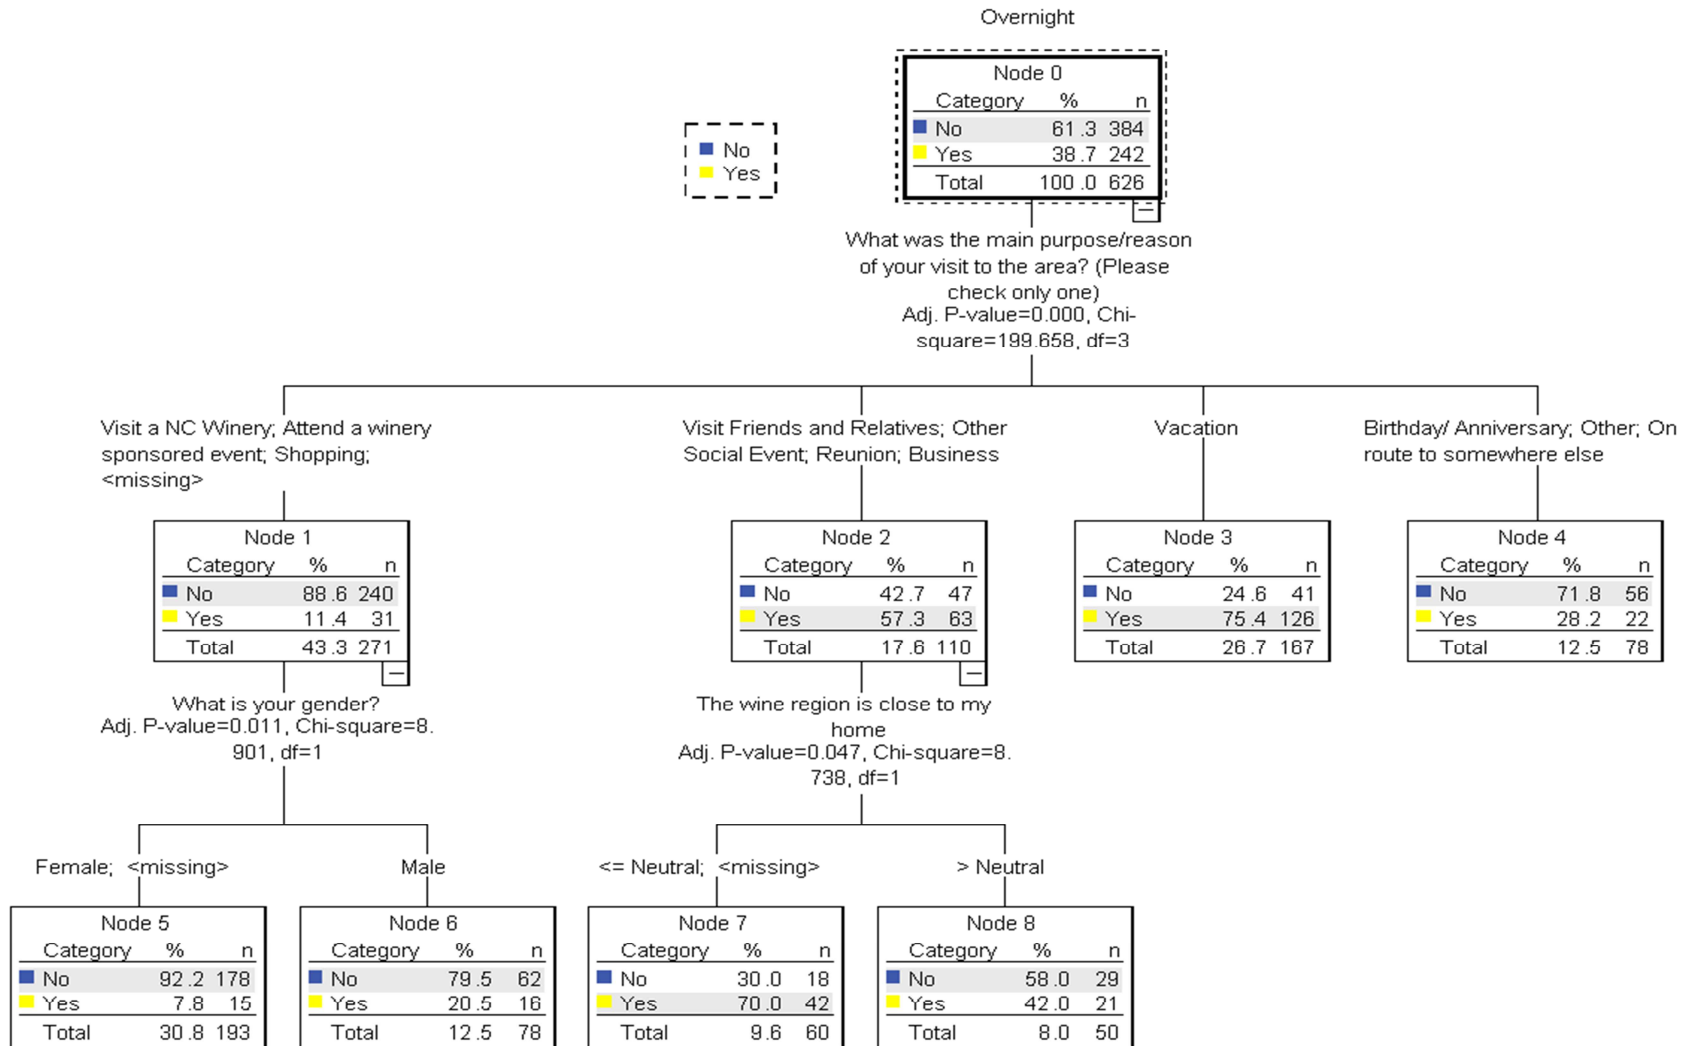 Overnight
Node 0
Category % n
No 61.3 384
Yes 38.7 242
Total 100.0 626
No
Yes
What was the main purpose/reason
of your visit to the area? (Please
check only one)
Adj. P-value=0.000, Chi-
square=199.658, df=3
Visit a NC Winery; Attend a winery
sponsored event; Shopping;
<missing>
Visit Friends and Relatives; Other
Social Event; Reunion; Business
Vacation
Birthday/ Anniversary; Other; On
route to somewhere else
Node 1
Category % n
No 88.6 240
Yes 11.4 31
Total 43.3 271
Node 2
Category % n
No 42.7 47
Yes 57.3 63
Total 17.6 110
Node 3
Category % n
No 24.6 41
Yes 75.4 126
Total 26.7 167
Node 4
Category % n
No 71.8 56
Yes 28.2 22
Total 12.5 78
What is your gender?
Adj. P-value=0.011, Chi-square=8.
901, df=1
The wine region is close to my
home
Adj. P-value=0.047, Chi-square=8.
738, df=1
Female; <missing>
Male
<= Neutral; <missing>
> Neutral
Node 5
Category % n
No 92.2 178
Yes 7.8 15
Total 30.8 193
Node 6
Category % n
No 79.5 62
Yes 20.5 16
Total 12.5 78
Node 7
Category % n
No 30.0 18
Yes 70.0 42
Total 9.6 60
Node 8
Category % n
No 58.0 29
Yes 42.0 21
Total 8.0 50